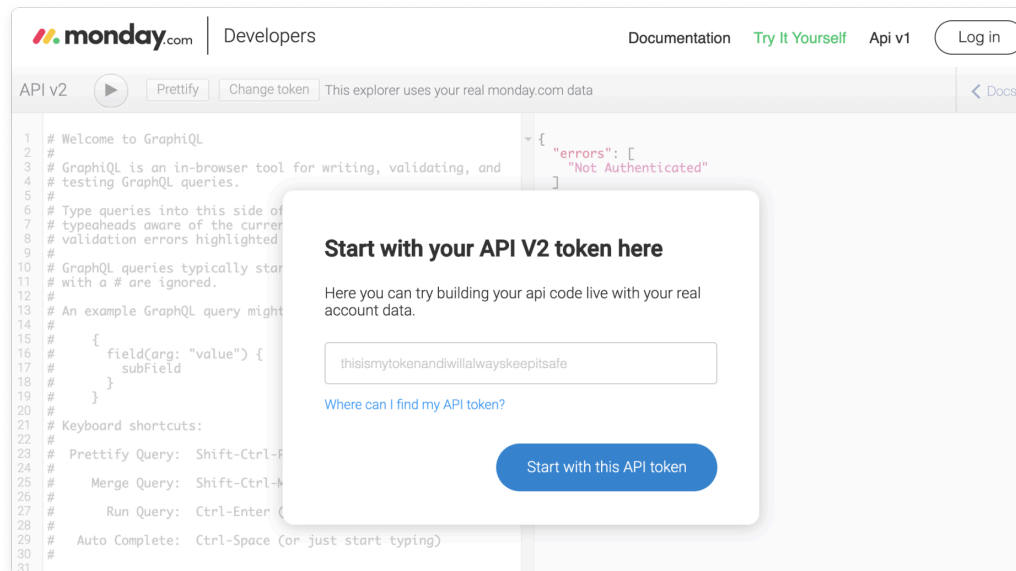 monday.com Developers Documentation Try It Yourself Api v1 Log in
API v2 Prettify Change token This explorer uses your real monday.com data Docs
1 # Welcome to GraphiQL
2 #
3 # GraphiQL is an in-browser tool for writing, validating, and
4 # testing GraphQL queries.
5 #
6 # Type queries into this side of
7 # typeaheads aware of the curren
8 # validation errors highlighted
9 #
10 # GraphQL queries typically star
11 # with a # are ignored.
12 #
13 # An example GraphQL query might
14 #
15 # {
16 # field(arg: "value") {
17 # subField
18 # }
19 # }
20 #
21 # Keyboard shortcuts:
22 #
23 # Prettify Query: Shift-Ctrl-P
24 #
25 # Merge Query: Shift-Ctrl-M
26 #
27 # Run Query: Ctrl-Enter (
28 #
29 # Auto Complete: Ctrl-Space (or just start typing)
30 #
31
{
"errors": [
"Not Authenticated"
]
Start with your API V2 token here
Here you can try building your api code live with your real
account data.
thisismytokenandiwillalwayskeepitsafe
Where can I find my API token?
Start with this API token